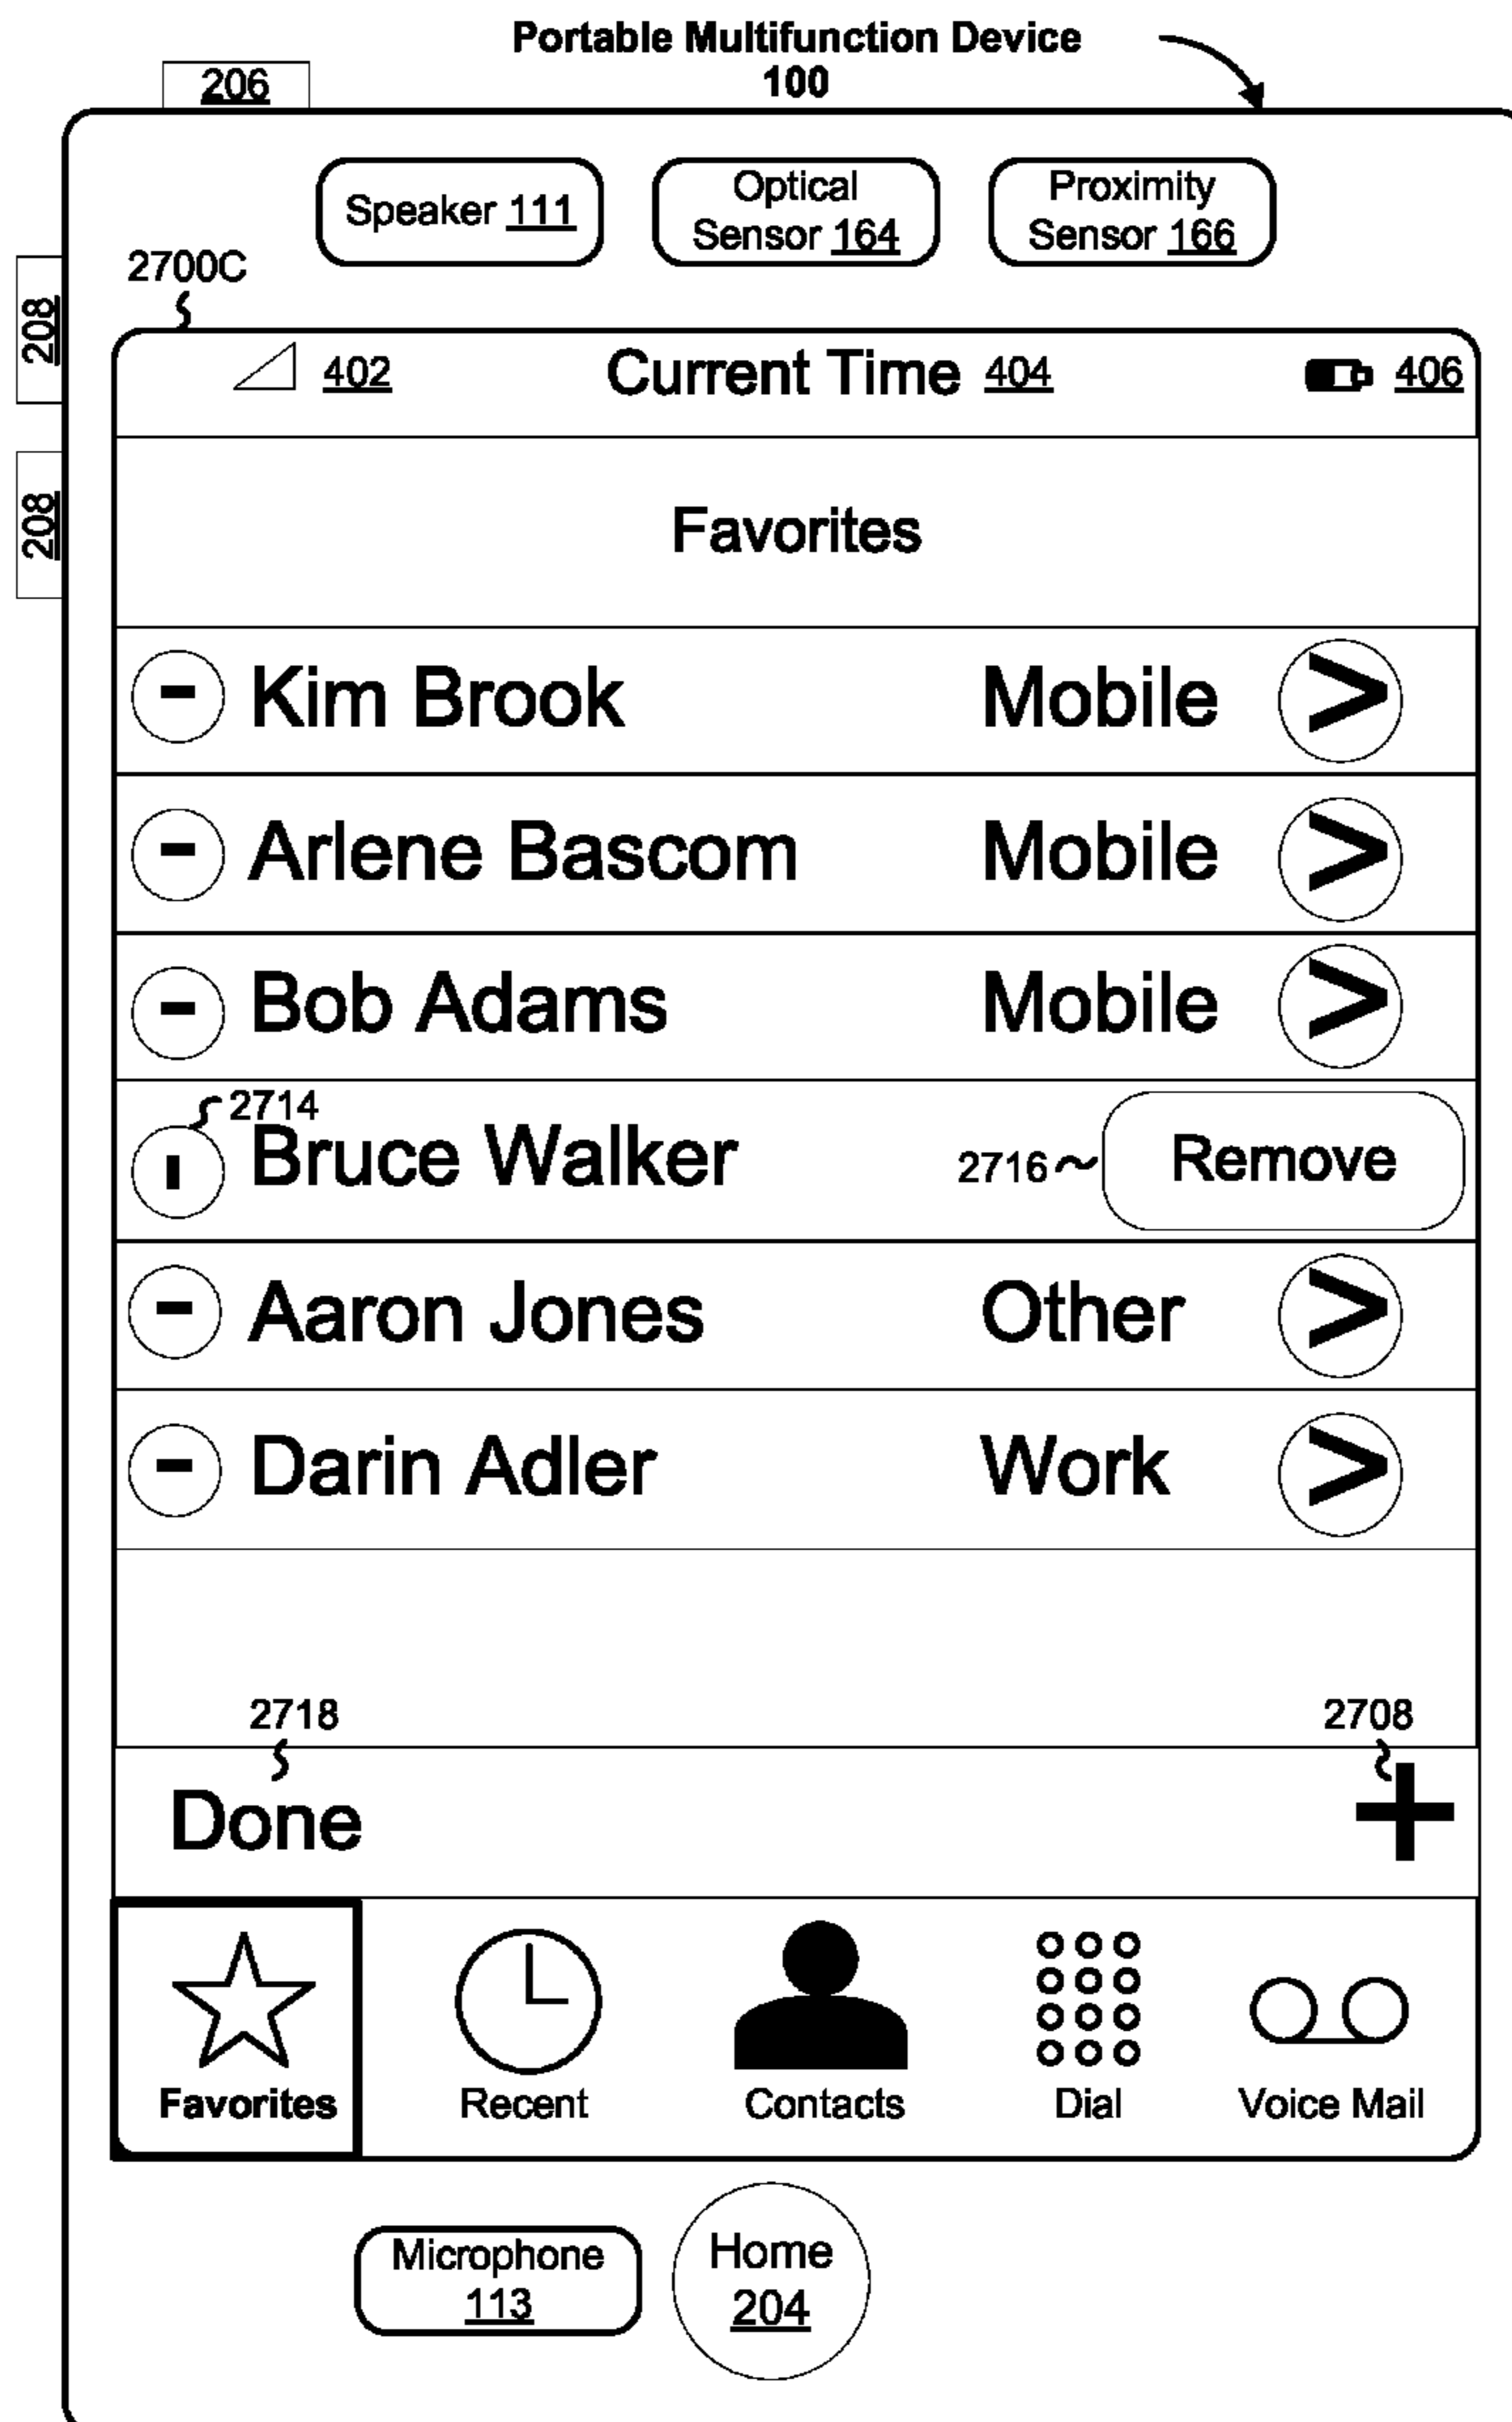 Portable Multifunction Device
100
206
Speaker 111
Optical
Sensor 164
Proximity
Sensor 166
2700C
208
208
402 Current Time 404 406
Favorites
- Kim Brook Mobile >
- Arlene Bascom Mobile >
- Bob Adams Mobile >
2714
Bruce Walker 2716 Remove
- Aaron Jones Other >
- Darin Adler Work >
2718 2708
Done +
Favorites Recent Contacts Dial Voice Mail
Microphone
113
Home
204